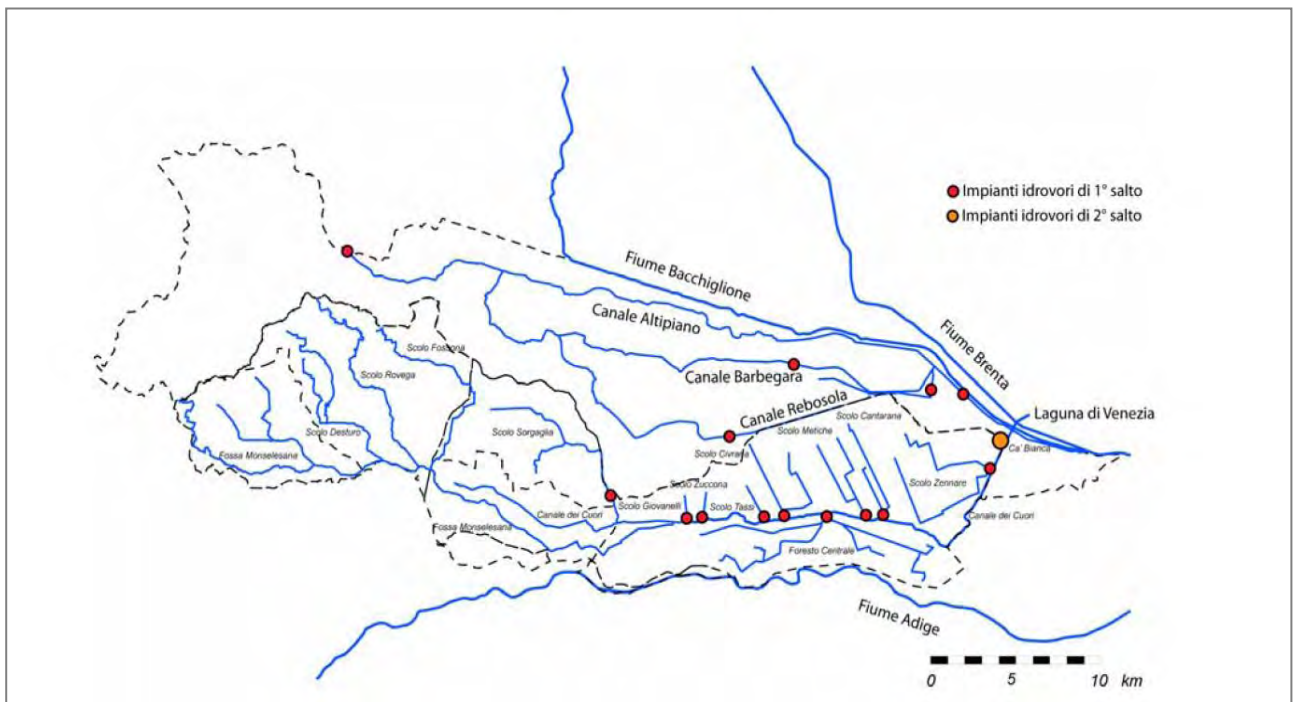 Impianti idrovori di 1° salto
Impianti idrovori di 2° salto
Fiume Bacchiglione
Canale Altipiano
Fiume Brenta
Scolo Fossona
Scolo Rovega
Canale Barbegara
Canale Rebosola
Laguna di Venezia
Scolo Cantarana
Scolo Desturo
Scolo Sorgaglia
Scolo Metiche
Ca' Bianca
Fossa Monselesana
Scolo Civrana
Scolo Zuccona
Scolo Zennare
Scolo Giovanelli
Scolo Tassi
Canale dei Cuori
Canale dei Cuori
Fossa Monselesana
Foresto Centrale
Fiume Adige
0 5 10 km